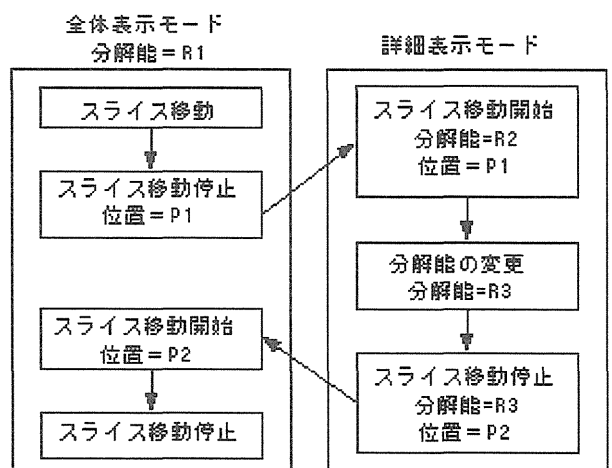 全体表示モード
分解能＝R1
スライス移動
スライス移動停止
位置＝P1
スライス移動開始
位置＝P2
スライス移動停止
詳細表示モード
スライス移動開始
分解能=R2
位置＝P1
分解能の変更
分解能=R3
スライス移動停止
分解能=R3
位置＝P2